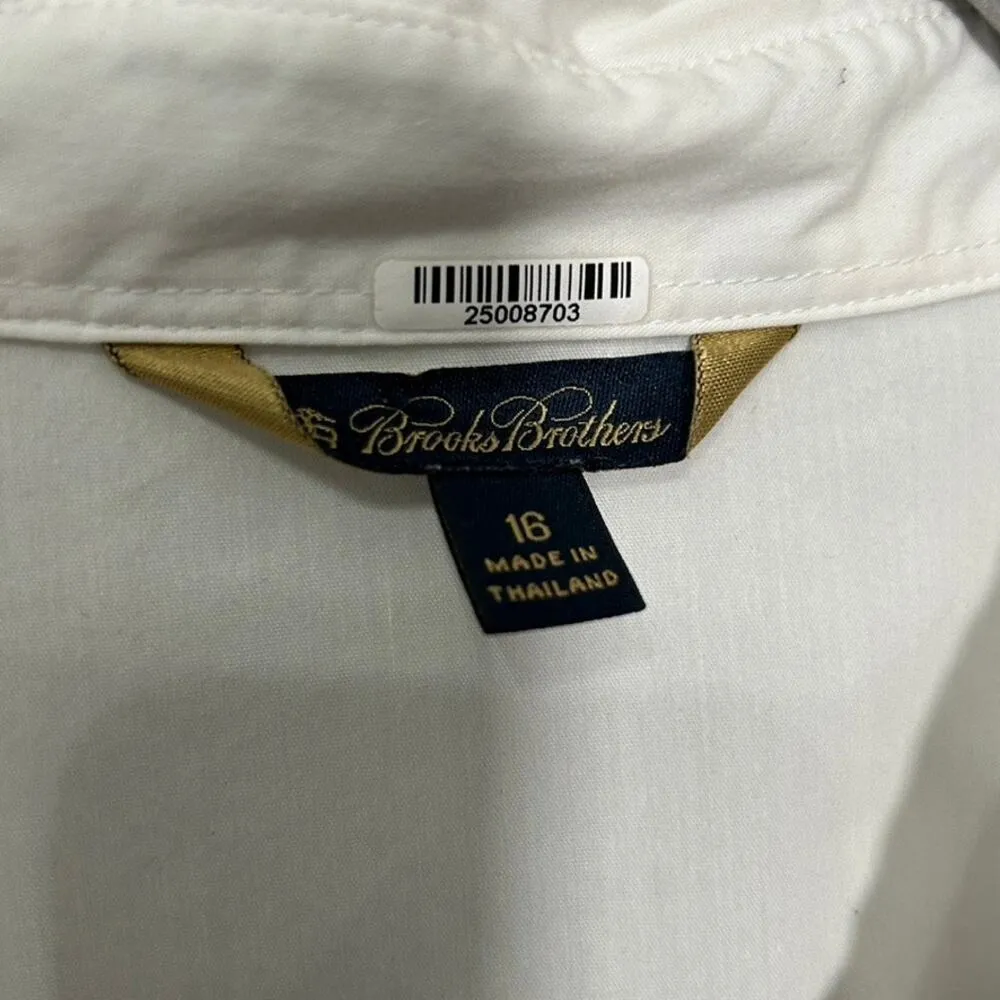 25008703
Brooks Brothers
16
MADE IN
THAILAND